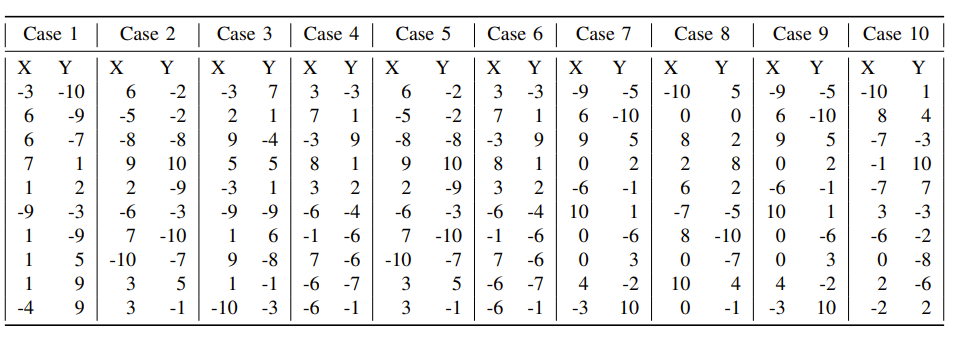 Case 1 Case 2 Case 3 Case 4 Case 5 Case 6 Case 7 Case 8 Case 9 Case 10
X Y X Y X Y X Y X Y X Y X Y X Y X Y X Y
-3 -10 6 -2 -3 7 3 -3 6 -2 3 -3 -9 -5 -10 5 -9 -5 -10 1
6 -9 -5 -2 2 1 7 1 -5 -2 7 1 6 -10 0 0 6 -10 8 4
6 -7 -8 -8 9 -4 -3 9 -8 -8 -3 9 9 5 8 2 9 5 -7 -3
7 1 9 10 5 5 8 1 9 10 8 1 0 2 2 8 0 2 -1 10
1 2 2 -9 -3 1 3 2 2 -9 3 2 -6 -1 6 2 -6 -1 -7 7
-9 -3 -6 -3 -9 -9 -6 -4 -6 -3 -6 -4 10 1 -7 -5 10 1 3 -3
1 -9 7 -10 1 6 -1 -6 7 -10 -1 -6 0 -6 8 -10 0 -6 -6 -2
1 5 -10 -7 9 -8 7 -6 -10 -7 7 -6 0 3 0 -7 0 3 0 -8
1 9 3 5 1 -1 -6 -7 3 5 -6 -7 4 -2 10 4 4 -2 2 -6
-4 9 3 -1 -10 -3 -6 -1 3 -1 -6 -1 -3 10 0 -1 -3 10 -2 2